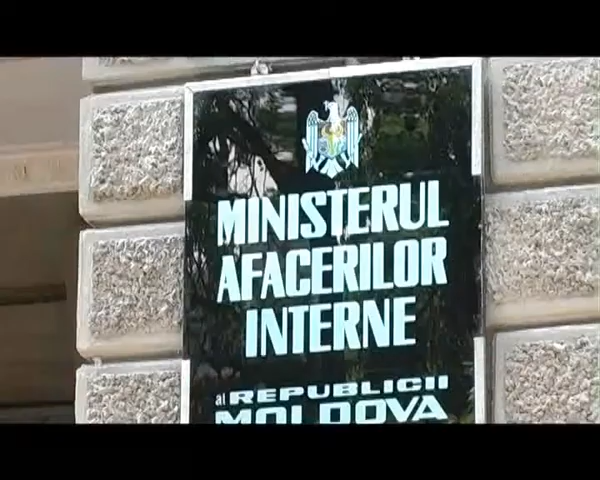 MINISTERUL
AFACERILOR
INTERNE
al REPUBLICII
MOLDOVA